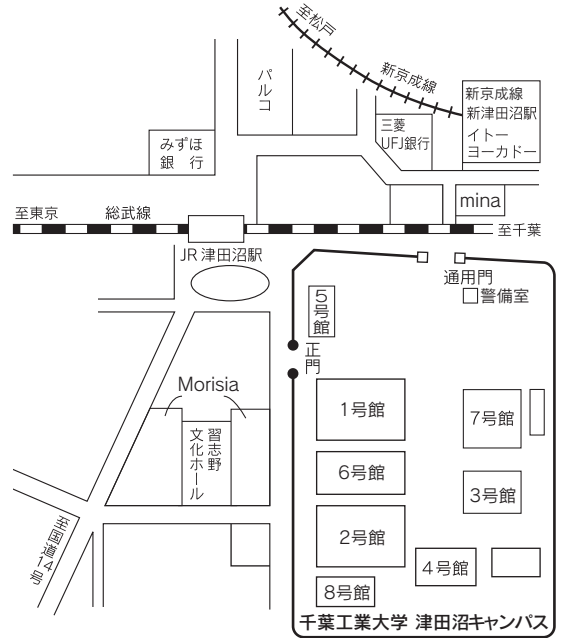 至松戸
新京成線
パルコ
新京成線
新津田沼駅
イトー
ヨーカドー
三菱
UFJ銀行
みずほ
銀 行
mina
至東京
総武線
至千葉
JR津田沼駅
通用門
警備室
5号館
正門
Morisia
1号館
7号館
習志野
文化ホール
6号館
3号館
2号館
4号館
至国道14号
8号館
千葉工業大学 津田沼キャンパス